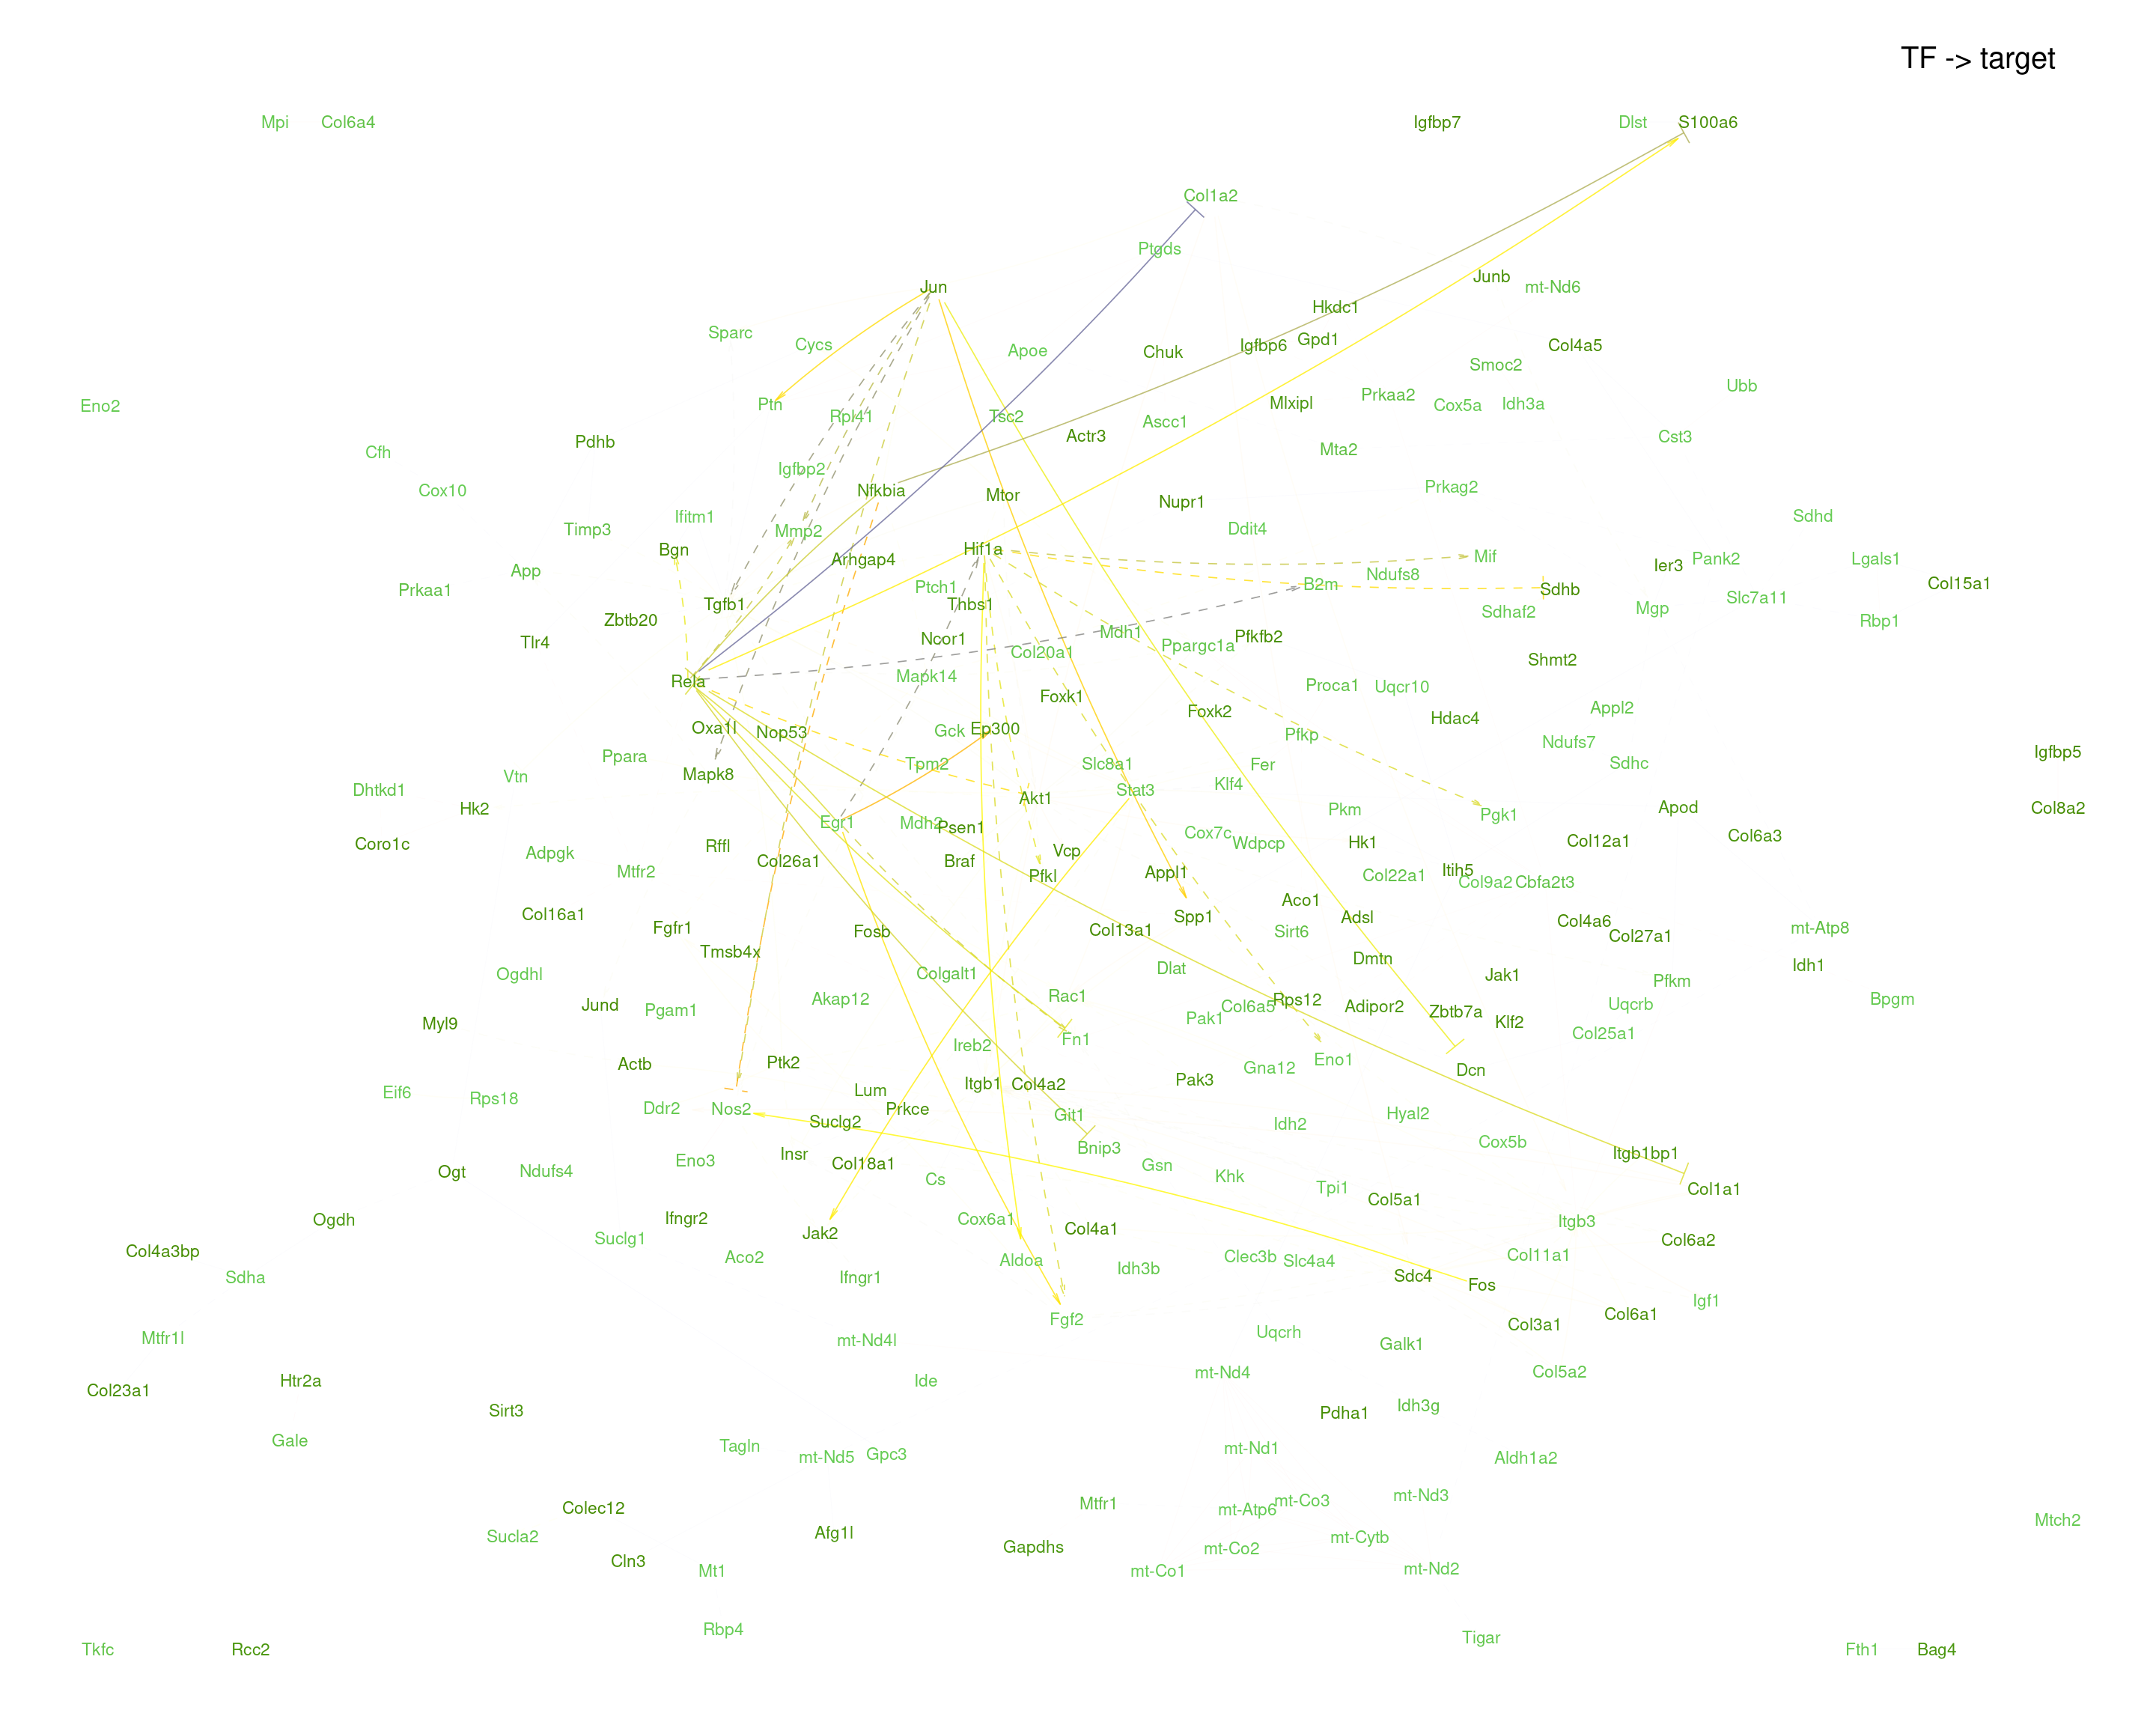 TF -> target
Mpi Col6a4 Igfbp7 Dlst S100a6
Col1a2
Ptgds
Junb
Jun mt-Nd6
Hkdc1
Sparc Cycs Apoe Chuk Igfbp6 Gpd1 Col4a5
Smoc2
Ubb
Eno2 Ptn Rpl41 Tsc2 Ascc1 Mlxipl Prkaa2 Cox5a Idh3a
Cfh Pdhb Actr3 Mta2 Cst3
Igfbp2
Cox10 Nfkbia Mtor Nupr1 Prkag2
Timp3 Ifitm1 Mmp2 Ddit4 Sdhd
Bgn Arhgap4 Hif1a Mif Ier3 Pank2 Lgals1
App Ptch1 B2m Ndufs8 Sdhb Col15a1
Prkaa1 Tgfb1 Thbs1 Sdhaf2 Mgp Slc7a11
Zbtb20 Rbp1
Tlr4 Ncor1 Col20a1 Mdh1 Ppargc1a Pfkfb2 Shmt2
Rela Mapk14 Foxk1 Proca1 Uqcr10
Foxk2 Hdac4 Appl2
Oxa1l Nop53 Gck Ep300 Pfkp Ndufs7
Ppara Igfbp5
Vtn Mapk8 Tpm2 Slc8a1 Fer Sdhc
Dhtkd1 Akt1 Stat3 Klf4
Hk2 Egr1 Mdh2 Psen1 Pkm Pgk1 Apod Col8a2
Coro1c Rffl Cox7c Wdpcp Hk1 Col12a1 Col6a3
Adpgk Mtfr2 Col26a1 Braf Vcp Pfkl Appl1 Col22a1 Itih5 Col9a2 Cbfa2t3
Col16a1 Fgfr1 Fosb Col13a1 Spp1 Aco1 Sirt6 Adsl Col4a6 Col27a1 mt-Atp8
Tmsb4x Dmtn
Ogdhl Colgalt1 Dlat Jak1 Pfkm Idh1
Jund Pgam1 Akap12 Rac1 Pak1 Col6a5 Rps12 Adipor2 Zbtb7a Uqcrb Bpgm
Myl9 Ireb2 Fn1 Klf2 Col25a1
Actb Ptk2 Gna12 Eno1 Dcn
Eif6 Rps18 Lum Itgb1 Col4a2 Pak3
Ddr2 Nos2 Suclg2 Prkce Git1 Idh2 Hyal2
Ogt Ndufs4 Eno3 Insr Col18a1 Cs Bnip3 Gsn Khk Cox5b Itgb1bp1
Tpi1 Col5a1 Col1a1
Ogdh Suclg1 Ifngr2 Jak2 Cox6a1 Col4a1 Itgb3
Col4a3bp Aco2 Aldoa Clec3b Slc4a4 Col11a1 Col6a2
Sdha Ifngr1 Idh3b Sdc4 Fos
Igf1
Mtfr1l mt-Nd4l Fgf2 Uqcrh Galk1 Col3a1 Col6a1
Col23a1 Htr2a Ide mt-Nd4 Col5a2
Sirt3 Pdha1 Idh3g
Gale Tagln mt-Nd5 Gpc3 mt-Nd1 Aldh1a2
Colec12 Mtfr1 mt-Atp6 mt-Co3 mt-Nd3
Sucla2 Afg1l Gapdhs mt-Co2 mt-Cytb Mtch2
Cln3 Mt1 mt-Co1 mt-Nd2
Rbp4 Tigar
Tkfc Rcc2 Fth1 Bag4